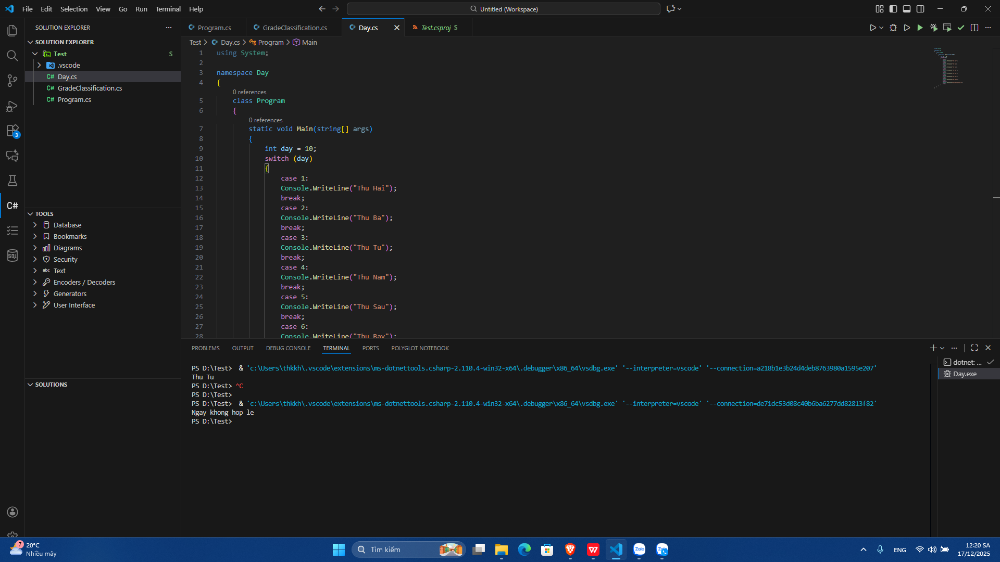 File Edit Selection View Go Run Terminal Help
Untitled (Workspace)
SOLUTION EXPLORER
Program.cs
GradeClassification.cs
Day.cs
Test.csproj S
SOLUTION EXPLORER
Test S
.vscode
C# Day.cs
C# GradeClassification.cs
C# Program.cs
3
C#
TOOLS
Database
Bookmarks
Diagrams
Security
abc Text
Encoders / Decoders
Generators
User Interface
SQL
SOLUTIONS
Test > Day.cs > Program > Main
1 using System;
2
3 namespace Day
4 {
0 references
5 class Program
6 {
0 references
7 static void Main(string[] args)
8 {
9 int day = 10;
10 switch (day)
11 {
12 case 1:
13 Console.WriteLine("Thu Hai");
14 break;
15 case 2:
16 Console.WriteLine("Thu Ba");
17 break;
18 case 3:
19 Console.WriteLine("Thu Tu");
20 break;
21 case 4:
22 Console.WriteLine("Thu Nam");
23 break;
24 case 5:
25 Console.WriteLine("Thu Sau");
26 break;
27 case 6:
28 Console.WriteLine("Thu Bay");
PROBLEMS OUTPUT DEBUG CONSOLE TERMINAL PORTS POLYGLOT NOTEBOOK
PS D:\Test>  & 'c:\Users\thkkh\.vscode\extensions\ms-dotnettools.csharp-2.110.4-win32-x64\.debugger\x86_64\vsdbg.exe' '--interpreter=vscode' '--connection=a218b1e3b24d4deb8763980a1595e207'
Thu Tu
PS D:\Test> ^C
PS D:\Test>
PS D:\Test>  & 'c:\Users\thkkh\.vscode\extensions\ms-dotnettools.csharp-2.110.4-win32-x64\.debugger\x86_64\vsdbg.exe' '--interpreter=vscode' '--connection=de71dc53d08c40b6ba6277dd82813f82'
Ngay khong hop le
PS D:\Test>
dotnet: ...
Day.exe
7
20°C
Nhiều mây
Tìm kiếm
Zalo
ENG
12:20 SA
17/12/2025